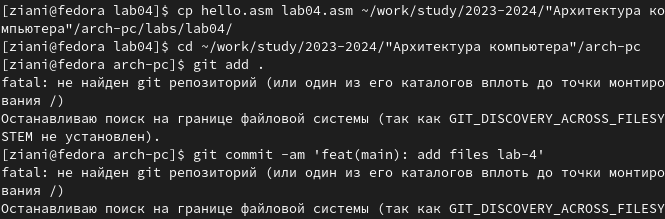 [ziani@fedora lab04]$ cp hello.asm lab04.asm ~/work/study/2023-2024/"Архитектура ко
мпьютера"/arch-pc/labs/lab04/
[ziani@fedora lab04]$ cd ~/work/study/2023-2024/"Архитектура компьютера"/arch-pc
[ziani@fedora arch-pc]$ git add .
fatal: не найден git репозиторий (или один из его каталогов вплоть до точки монтиро
вания /)
Останавливаю поиск на границе файловой системы (так как GIT_DISCOVERY_ACROSS_FILESY
STEM не установлен).
[ziani@fedora arch-pc]$ git commit -am 'feat(main): add files lab-4'
fatal: не найден git репозиторий (или один из его каталогов вплоть до точки монтиро
вания /)
Останавливаю поиск на границе файловой системы (так как GIT_DISCOVERY_ACROSS_FILESY